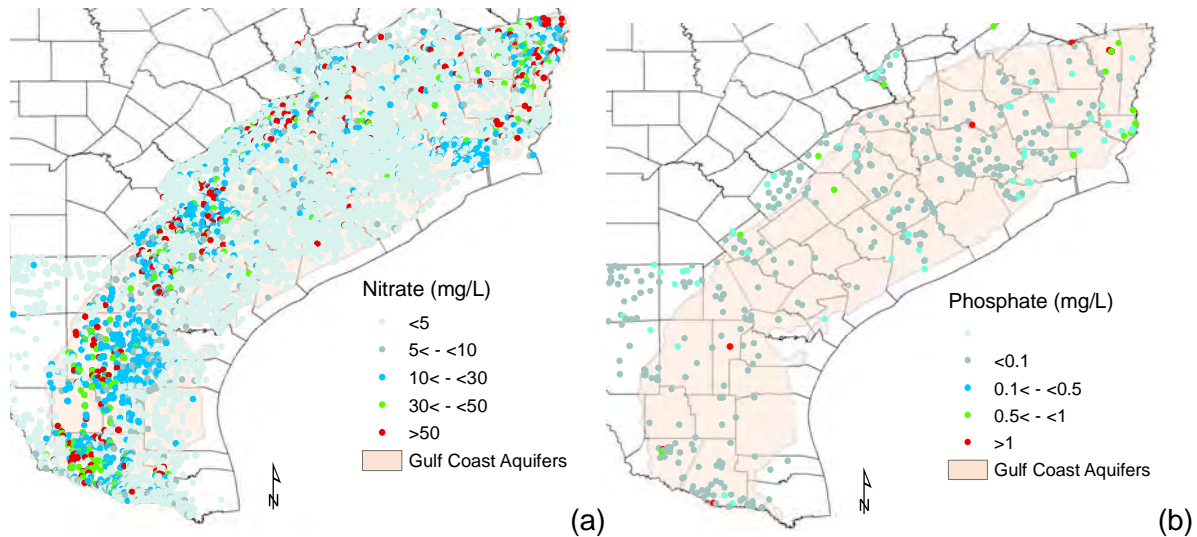 Nitrate (mg/L)
<5
5< - <10
10< - <30
30< - <50
>50
Gulf Coast Aquifers
N
(a)
Phosphate (mg/L)
<0.1
0.1< - <0.5
0.5< - <1
>1
Gulf Coast Aquifers
N
(b)